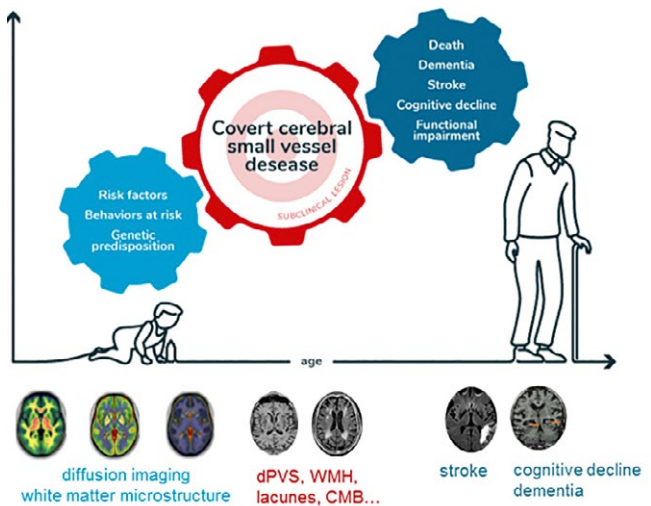 Death
Dementia
Stroke
Cognitive decline
Functional
impairment
Covert cerebral
small vessel
desease
SUBCLINICAL LESION
Risk factors
Behaviors at risk
Genetic
predisposition
age
diffusion imaging
white matter microstructure
dPVS, WMH,
lacunes, CMB...
stroke
cognitive decline
dementia